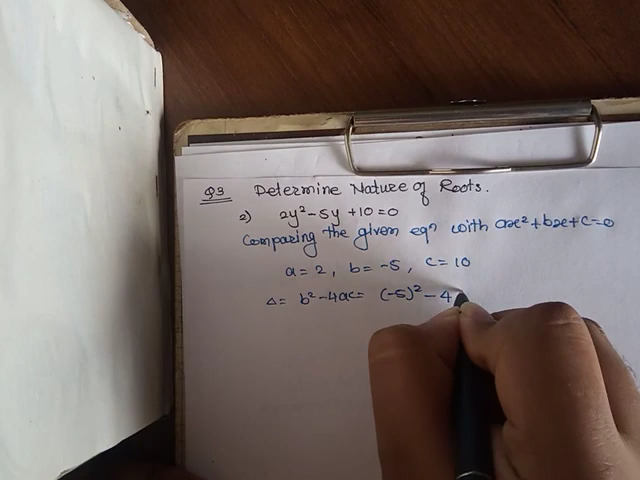 Q3 Determine Nature of Roots.
2) 2y²-5y+10=0
Comparing the given eqn with ax²+bx+c=0
a=2, b=-5, c=10
Δ= b²-4ac= (-5)²-4